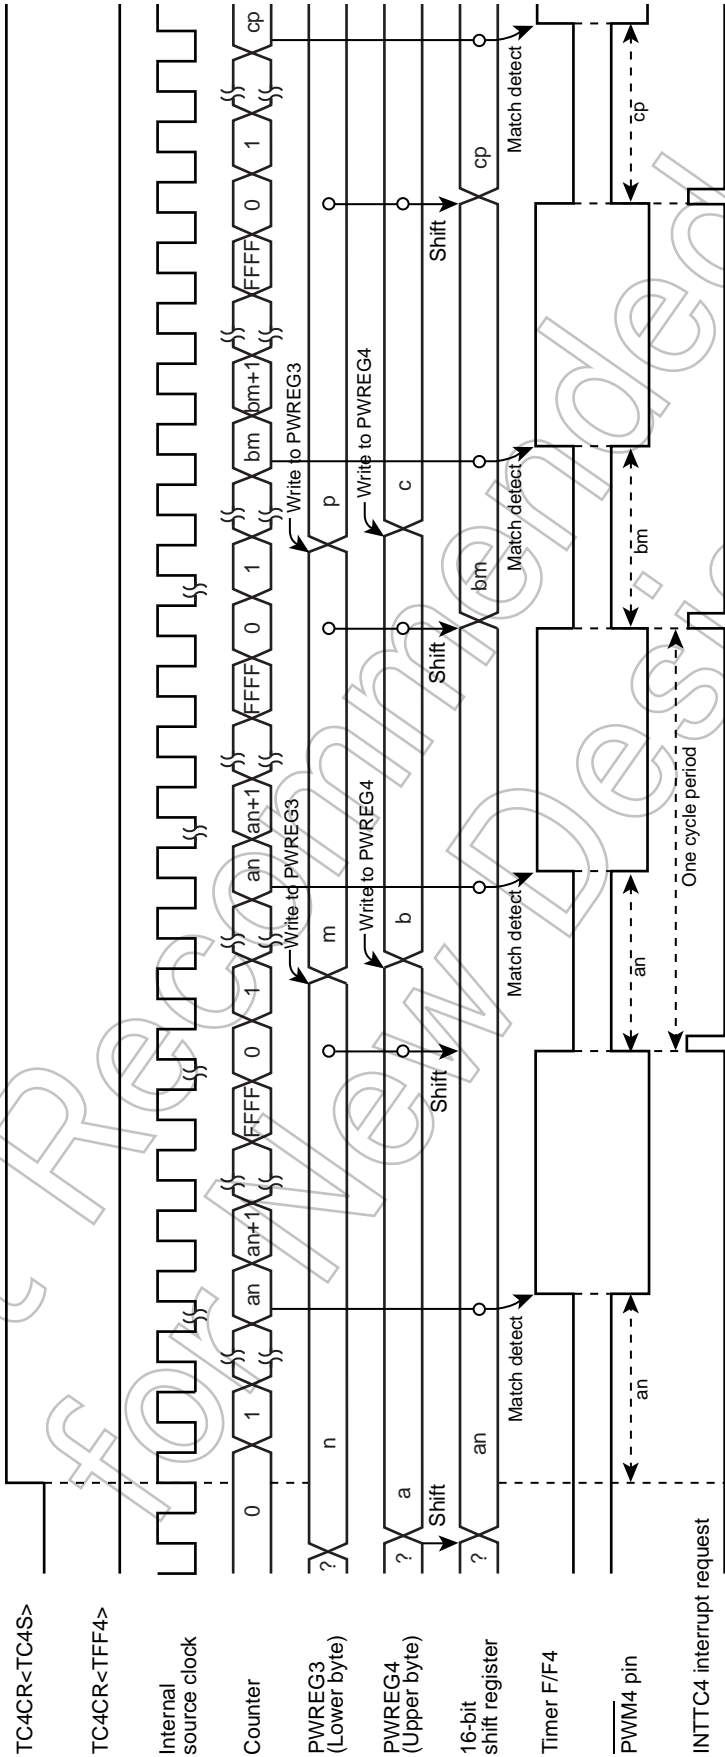 TC4CR<TC4S>
TC4CR<TFF4>
Internal
source clock
Counter
0
1
an
an+1
FFFF
0
1
an
an+1
FFFF
0
1
bm
bm+1
FFFF
0
1
cp
Write to PWREG3
Write to PWREG3
PWREG3
(Lower byte)
?
n
m
p
Write to PWREG4
Write to PWREG4
PWREG4
(Upper byte)
?
a
b
c
Shift
Shift
Shift
Shift
16-bit
shift register
?
an
bm
cp
Match detect
Match detect
Match detect
Match detect
Timer F/F4
PWM4 pin
an
an
bm
cp
One cycle period
INTTC4 interrupt request
Recommended
for New Desi